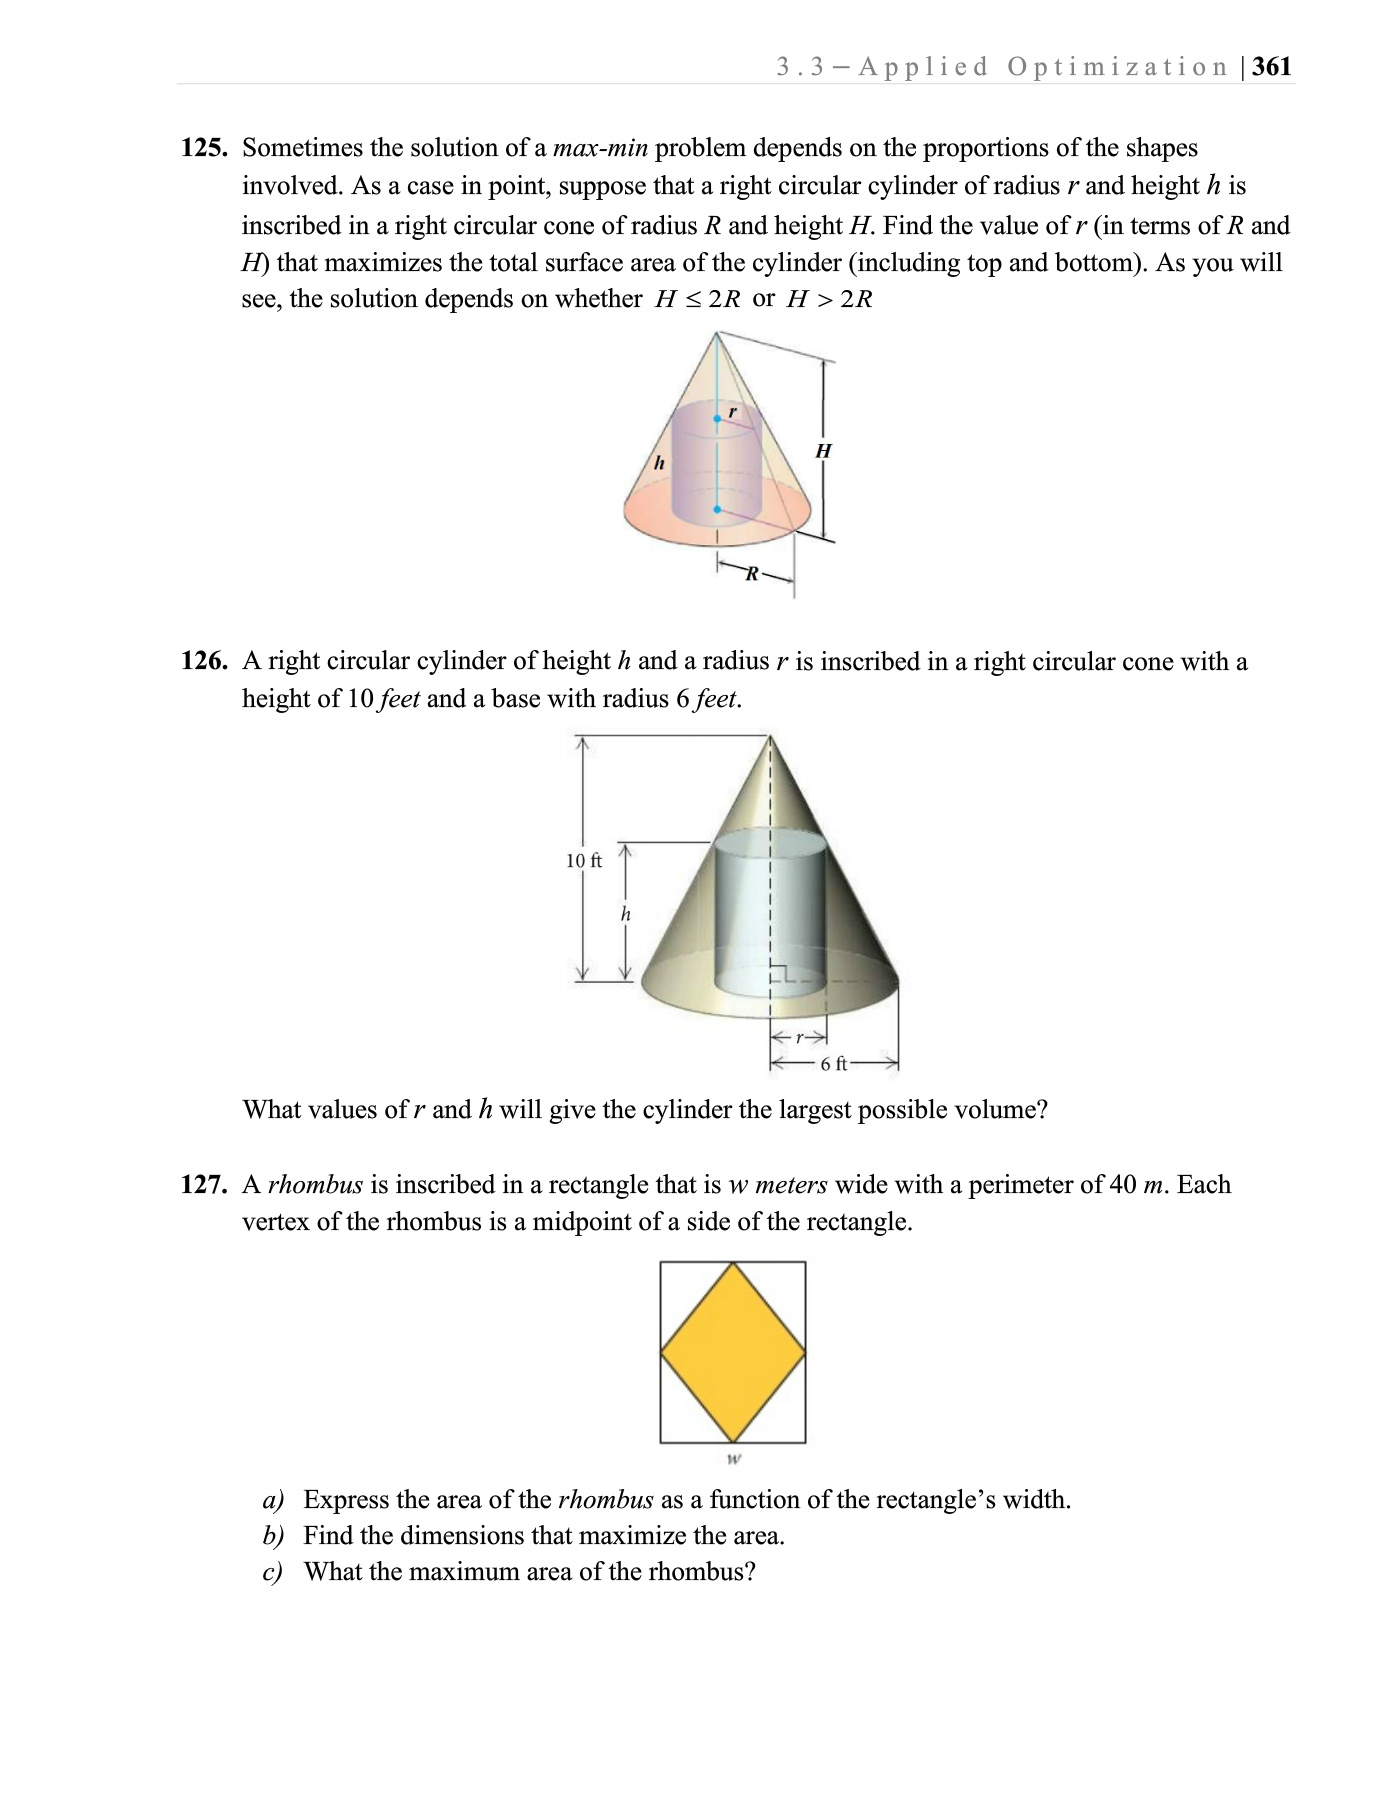 3.3 – Applied Optimization | 361
125. Sometimes the solution of a max-min problem depends on the proportions of the shapes
involved. As a case in point, suppose that a right circular cylinder of radius r and height h is
inscribed in a right circular cone of radius R and height H. Find the value of r (in terms of R and
H) that maximizes the total surface area of the cylinder (including top and bottom). As you will
see, the solution depends on whether H ≤ 2R or H > 2R
r
H
h
R
126. A right circular cylinder of height h and a radius r is inscribed in a right circular cone with a
height of 10 feet and a base with radius 6 feet.
10 ft
h
r
6 ft
What values of r and h will give the cylinder the largest possible volume?
127. A rhombus is inscribed in a rectangle that is w meters wide with a perimeter of 40 m. Each
vertex of the rhombus is a midpoint of a side of the rectangle.
w
a) Express the area of the rhombus as a function of the rectangle’s width.
b) Find the dimensions that maximize the area.
c) What the maximum area of the rhombus?